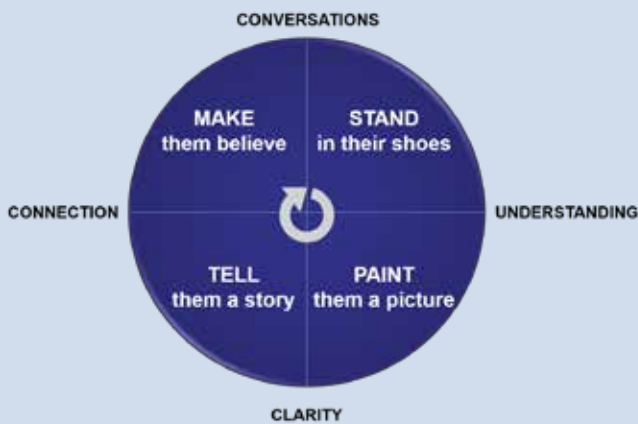 CONVERSATIONS
MAKE
them believe
STAND
in their shoes
CONNECTION
UNDERSTANDING
TELL
them a story
PAINT
them a picture
CLARITY